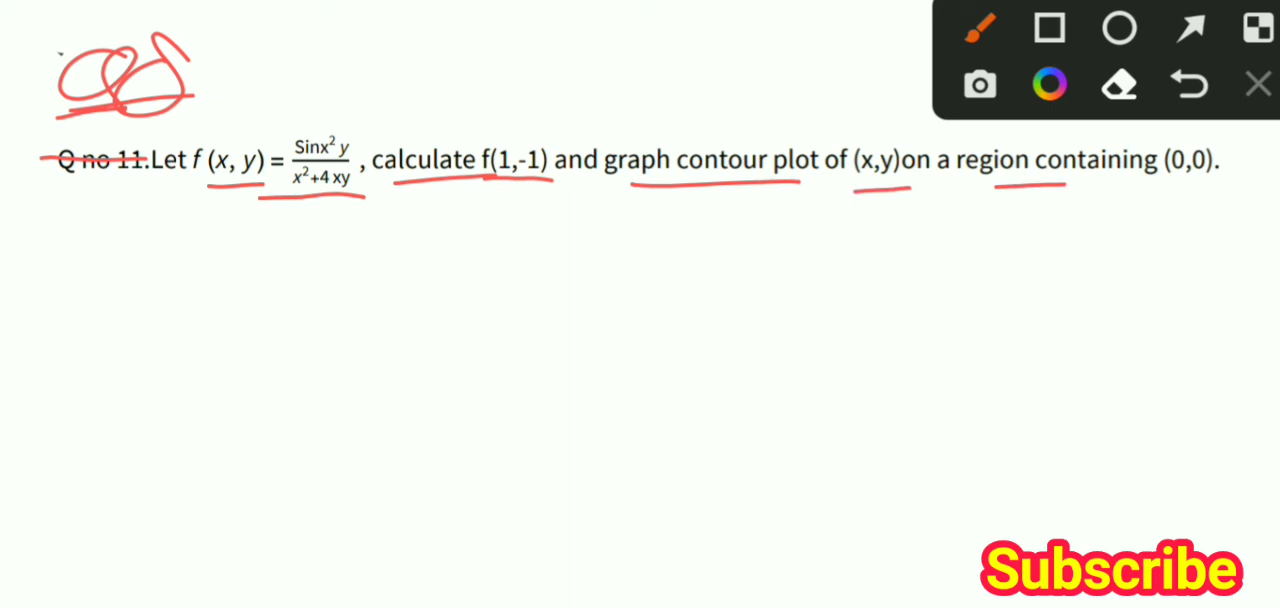 Q no 11.Let f (x, y) = \frac{Sinx² y}{x²+4 xy} , calculate f(1,-1) and graph contour plot of (x,y)on a region containing (0,0).
Subscribe